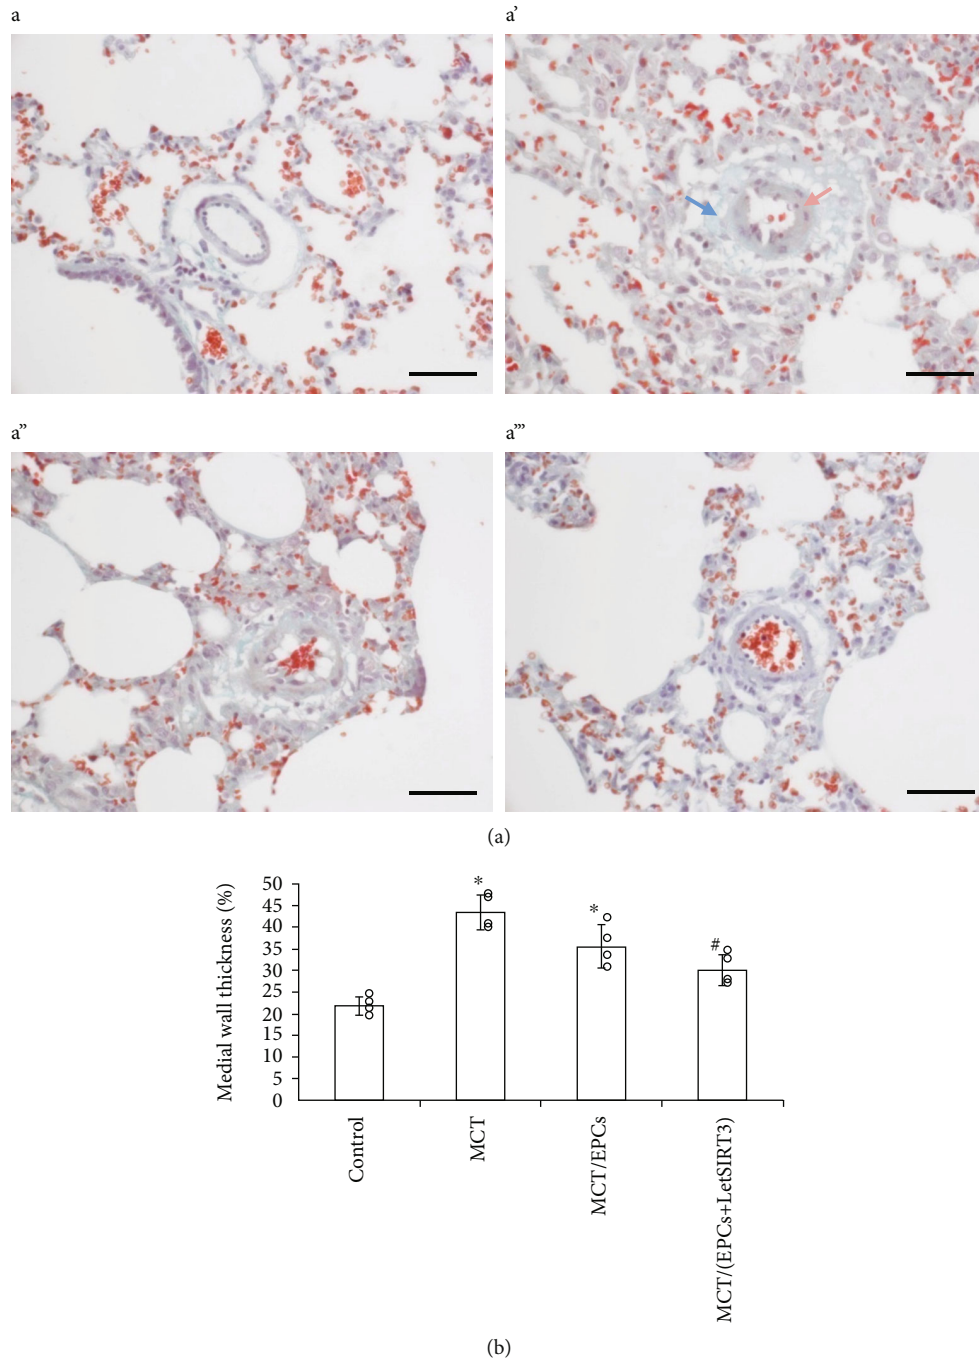 a
a’
a”
a’’’
(a)
Medial wall thickness (%)
50
45
40
35
30
25
20
15
10
5
0
*
*
#
Control
MCT
MCT/EPCs
MCT/(EPCs+LetSIRT3)
(b)